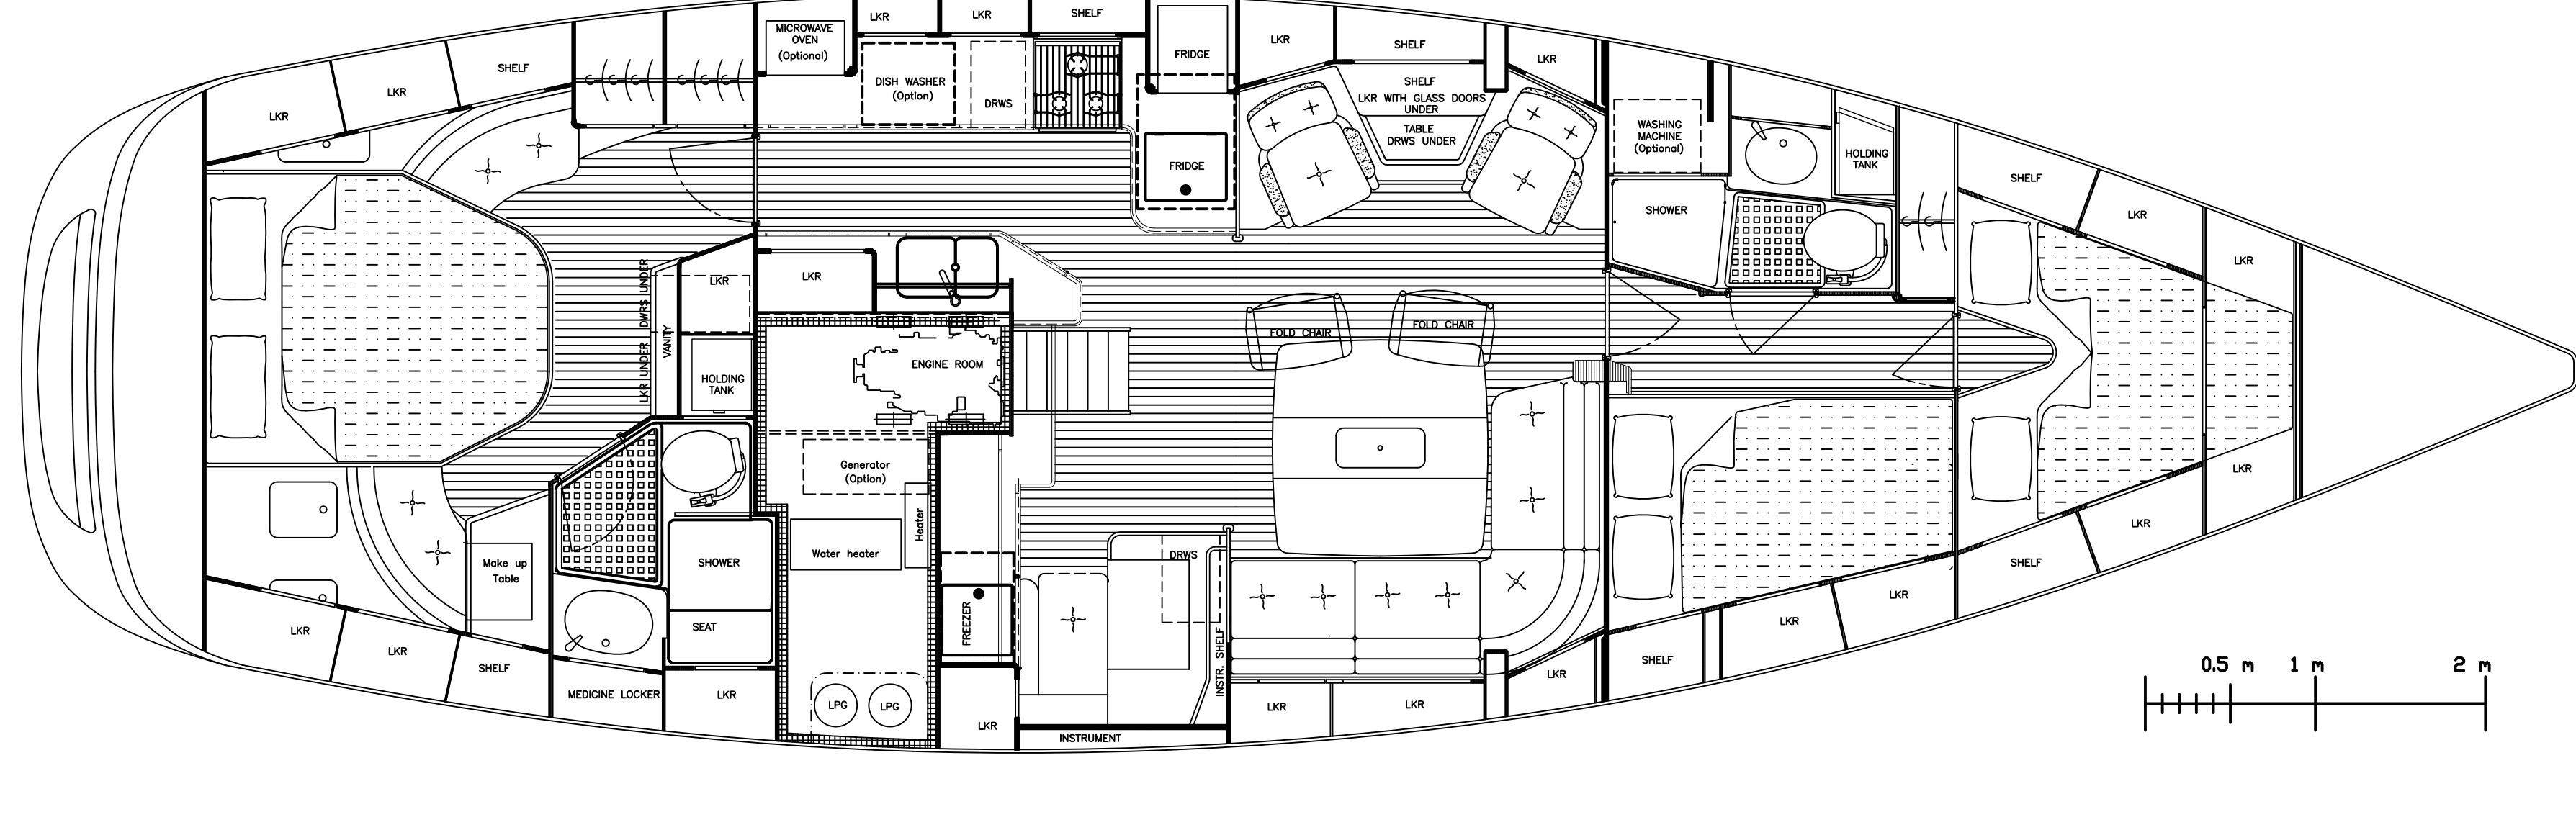 LKR
LKR
SHELF
MICROWAVE
OVEN
(Optional)
LKR
LKR
SHELF
DISH WASHER
(Option)
DRWS
FRIDGE
FRIDGE
LKR
SHELF
SHELF
LKR WITH GLASS DOORS
UNDER
TABLE
DRWS UNDER
LKR
WASHING
MACHINE
(Optional)
HOLDING
TANK
SHOWER
SHELF
LKR
LKR
LKR UNDER DWRS UNDER
VANITY
LKR
HOLDING
TANK
LKR
ENGINE ROOM
FOLD CHAIR
FOLD CHAIR
Generator
(Option)
Heater
Water heater
Make up
Table
SHOWER
SEAT
FREEZER
DRWS
INSTR. SHELF
LKR
LKR
SHELF
MEDICINE LOCKER
LKR
LPG
LPG
LKR
INSTRUMENT
LKR
LKR
LKR
SHELF
LKR
LKR
SHELF
LKR
LKR
0.5 m 1 m 2 m